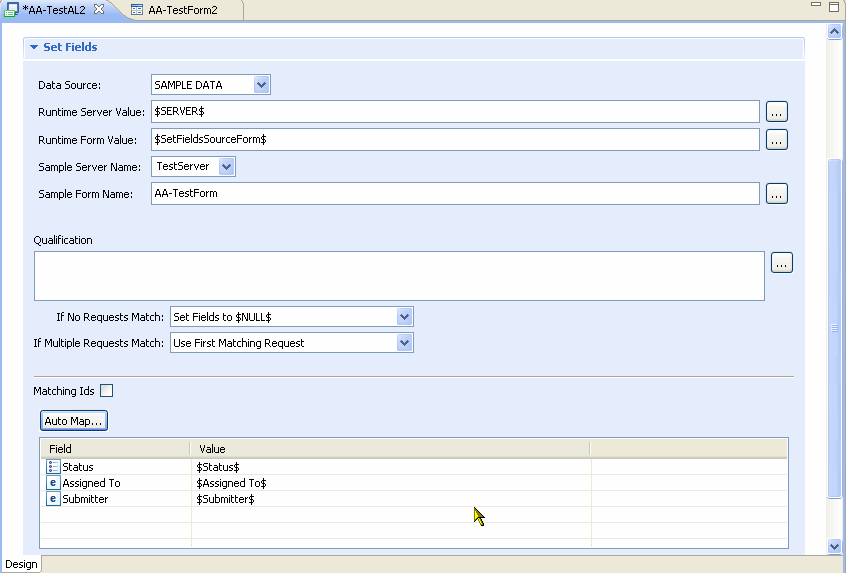 *AA-TestAL2 AA-TestForm2
Set Fields
Data Source: SAMPLE DATA
Runtime Server Value: $SERVER$ ...
Runtime Form Value: $SetFieldsSourceForm$ ...
Sample Server Name: TestServer
Sample Form Name: AA-TestForm ...
Qualification
...
If No Requests Match: Set Fields to $NULL$
If Multiple Requests Match: Use First Matching Request
Matching Ids
Auto Map...
Field Value
Status $Status$
e Assigned To $Assigned To$
e Submitter $Submitter$
Design